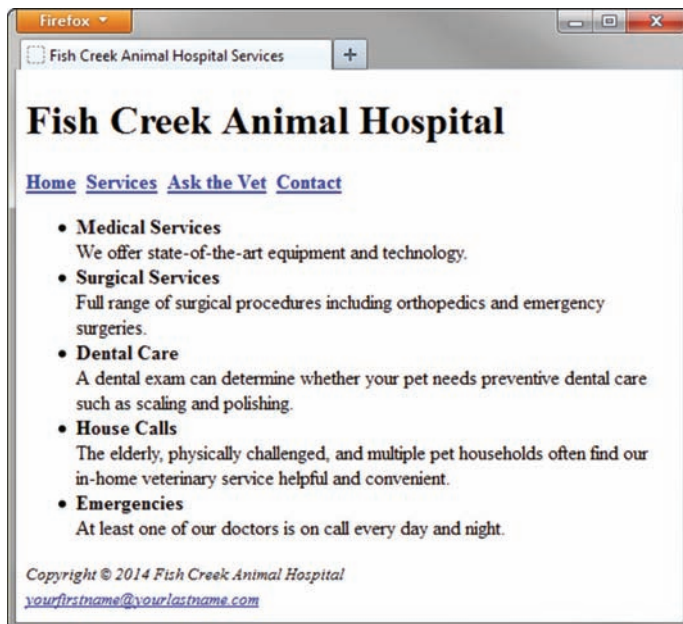 Firefox
Fish Creek Animal Hospital Services
Fish Creek Animal Hospital
Home Services Ask the Vet Contact
• Medical Services
We offer state-of-the-art equipment and technology.
• Surgical Services
Full range of surgical procedures including orthopedics and emergency
surgeries.
• Dental Care
A dental exam can determine whether your pet needs preventive dental care
such as scaling and polishing.
• House Calls
The elderly, physically challenged, and multiple pet households often find our
in-home veterinary service helpful and convenient.
• Emergencies
At least one of our doctors is on call every day and night.
Copyright © 2014 Fish Creek Animal Hospital
yourfirstname@yourlastname.com